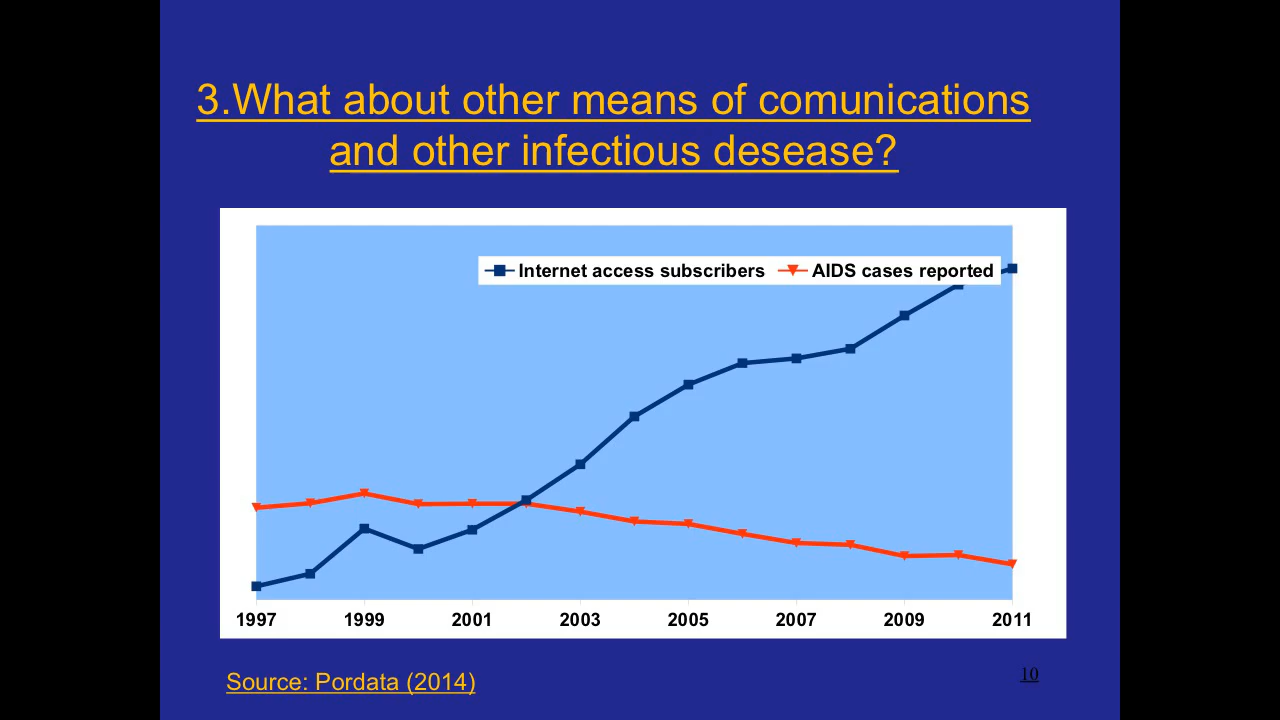 3.What about other means of comunications
and other infectious desease?
Internet access subscribers AIDS cases reported
1997 1999 2001 2003 2005 2007 2009 2011
Source: Pordata (2014)
10